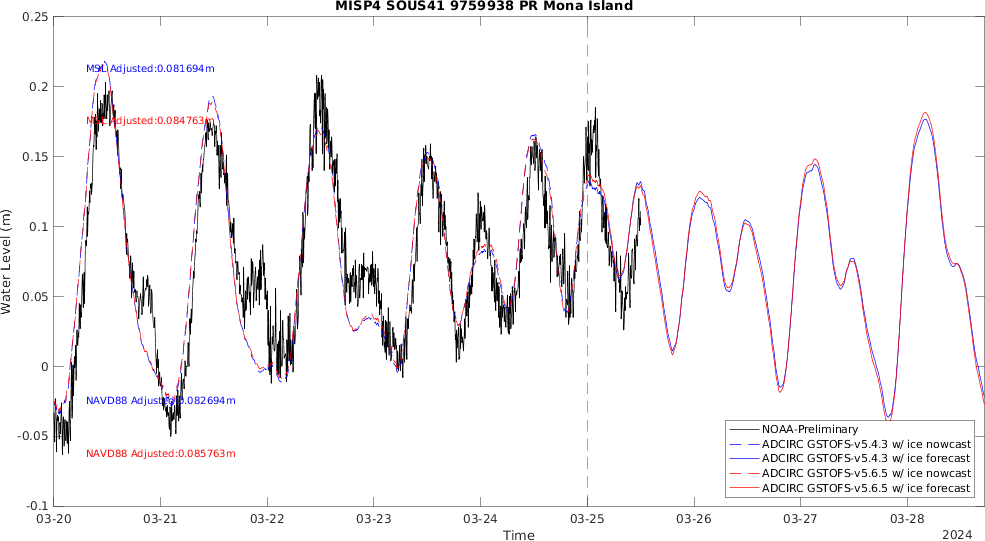 MISP4 SOUS41 9759938 PR Mona Island
0.25
0.2
0.15
0.1
0.05
0
-0.05
-0.1
Water Level (m)
MSL Adjusted:0.081694m
MSL Adjusted:0.084763m
NAVD88 Adjusted:0.082694m
NAVD88 Adjusted:0.085763m
NOAA-Preliminary
ADCIRC GSTOFS-v5.4.3 w/ ice nowcast
ADCIRC GSTOFS-v5.4.3 w/ ice forecast
ADCIRC GSTOFS-v5.6.5 w/ ice nowcast
ADCIRC GSTOFS-v5.6.5 w/ ice forecast
03-20 03-21 03-22 03-23 03-24 03-25 03-26 03-27 03-28
Time
2024